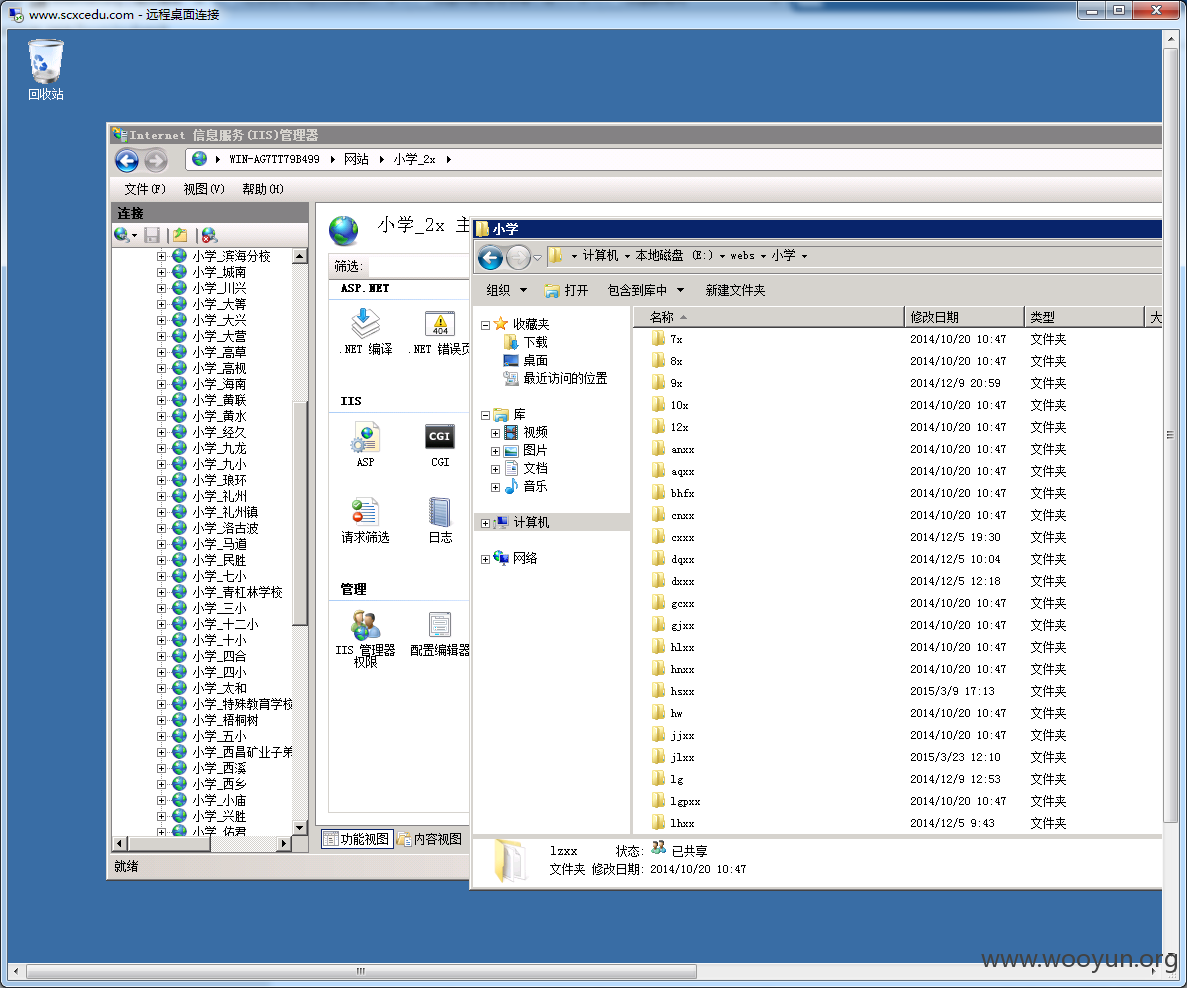 www.scxcedu.com - 远程桌面连接
回收站
Internet 信息服务(IIS)管理器
WIN-AG7TT79B499 网站 小学_2x
文件(F) 视图(V) 帮助(H)
连接
小学_滨海分校
小学_城南
小学_川兴
小学_大箐
小学_大兴
小学_大营
小学_高草
小学_高枧
小学_海南
小学_黄联
小学_黄水
小学_经久
小学_九龙
小学_九小
小学_琅环
小学_礼州
小学_礼州镇
小学_洛古波
小学_马道
小学_民胜
小学_七小
小学_青杠林学校
小学_三小
小学_十二小
小学_十小
小学_四合
小学_四小
小学_太和
小学_特殊教育学校
小学_梧桐树
小学_五小
小学_西昌矿业子弟
小学_西溪
小学_西乡
小学_小庙
小学_兴胜
小学_佑君
就绪
小学_2x 主
筛选:
ASP.NET
.NET 编译
.NET 错误页
IIS
ASP
CGI
请求筛选
日志
管理
IIS 管理器
权限
配置编辑器
功能视图 内容视图
小学
计算机 本地磁盘 (E:) webs 小学
组织 打开 包含到库中 新建文件夹
收藏夹
下载
桌面
最近访问的位置
库
视频
图片
文档
音乐
计算机
网络
名称 修改日期 类型 大
7x 2014/10/20 10:47 文件夹
8x 2014/10/20 10:47 文件夹
9x 2014/12/9 20:59 文件夹
10x 2014/10/20 10:47 文件夹
12x 2014/10/20 10:47 文件夹
anxx 2014/10/20 10:47 文件夹
aqxx 2014/10/20 10:47 文件夹
bhfx 2014/10/20 10:47 文件夹
cnxx 2014/10/20 10:47 文件夹
cxxx 2014/12/5 19:30 文件夹
dqxx 2014/12/5 10:04 文件夹
dxxx 2014/12/5 12:18 文件夹
gcxx 2014/10/20 10:47 文件夹
gjxx 2014/10/20 10:47 文件夹
hlxx 2014/10/20 10:47 文件夹
hnxx 2014/10/20 10:47 文件夹
hsxx 2015/3/9 17:13 文件夹
hw 2014/10/20 10:47 文件夹
jjxx 2014/10/20 10:47 文件夹
jlxx 2015/3/23 12:10 文件夹
lg 2014/12/9 12:53 文件夹
lgpxx 2014/10/20 10:47 文件夹
lhxx 2014/12/5 9:43 文件夹
lzxx 状态: 已共享
文件夹 修改日期: 2014/10/20 10:47
www.wooyun.org